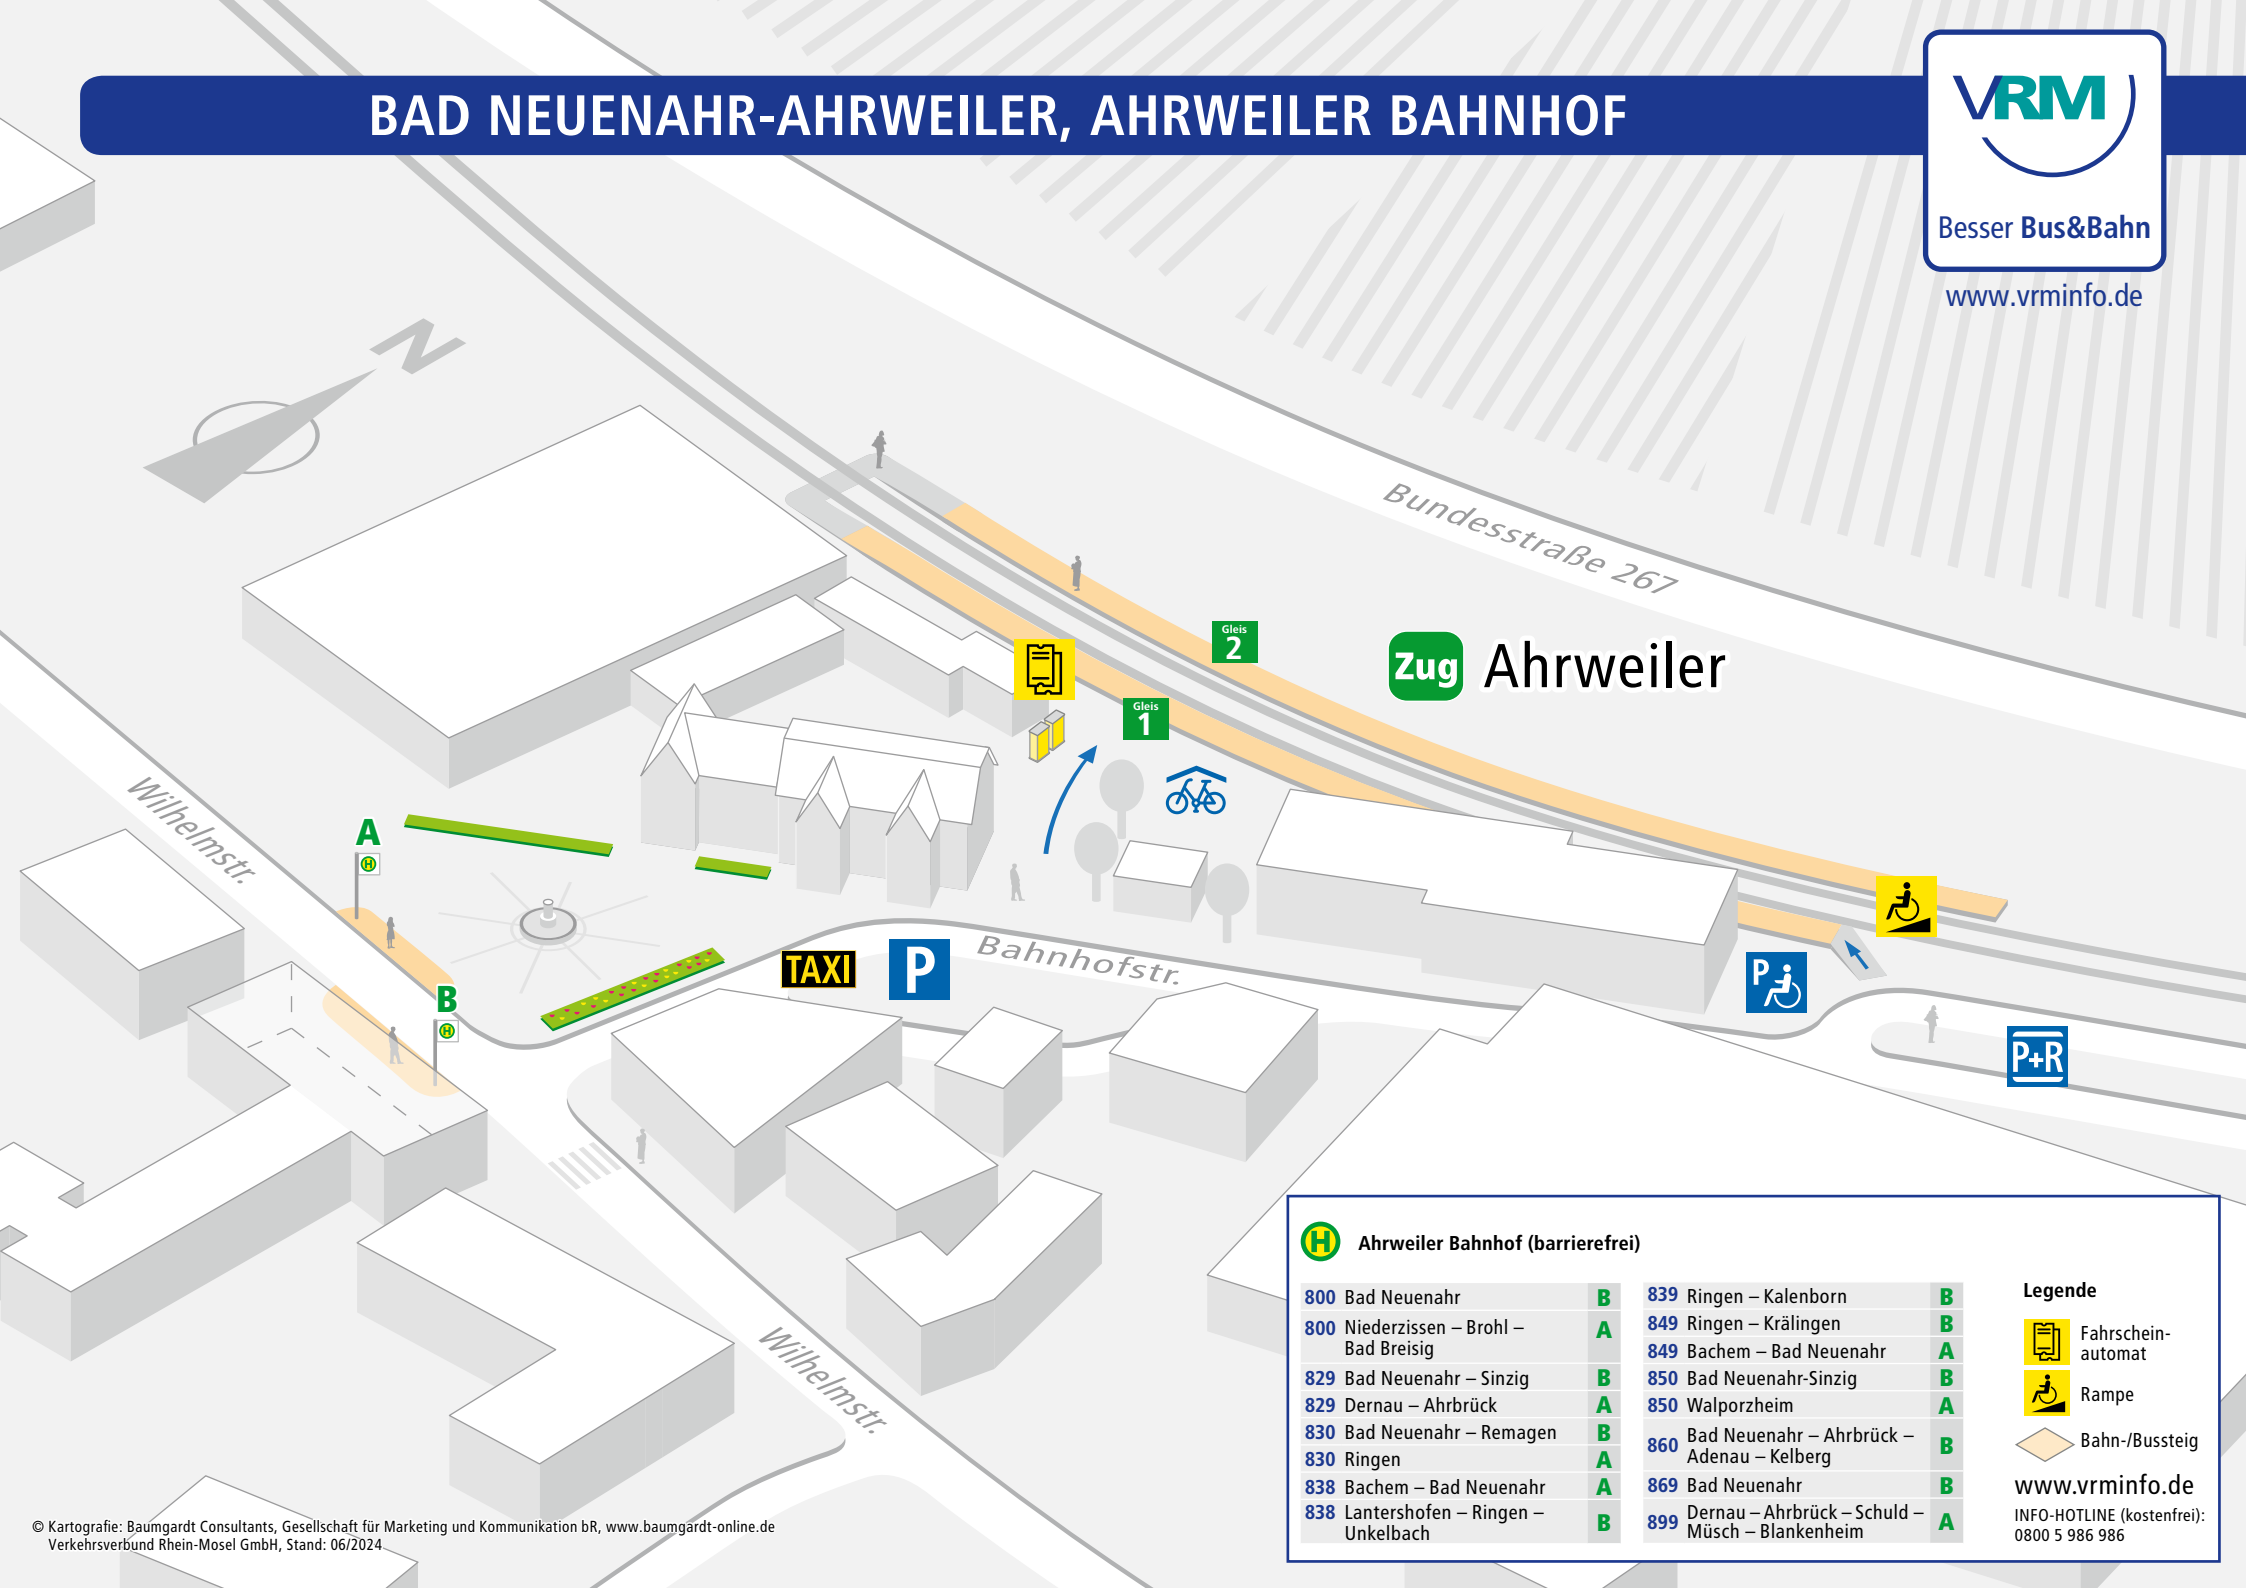 BAD NEUENAHR-AHRWEILER, AHRWEILER BAHNHOF
VRM
Besser Bus&Bahn
www.vrminfo.de
N
Bundesstraße 267
Gleis
2
Zug Ahrweiler
Gleis
1
Wilhelmstr.
A
H
B
H
TAXI
P
Bahnhofstr.
P
P+R
Wilhelmstr.
H Ahrweiler Bahnhof (barrierefrei)
800 Bad Neuenahr B
800 Niederzissen – Brohl –
Bad Breisig A
829 Bad Neuenahr – Sinzig B
829 Dernau – Ahrbrück A
830 Bad Neuenahr – Remagen B
830 Ringen A
838 Bachem – Bad Neuenahr A
838 Lantershofen – Ringen –
Unkelbach B
839 Ringen – Kalenborn B
849 Ringen – Krälingen B
849 Bachem – Bad Neuenahr A
850 Bad Neuenahr-Sinzig B
850 Walporzheim A
860 Bad Neuenahr – Ahrbrück –
Adenau – Kelberg B
869 Bad Neuenahr B
899 Dernau – Ahrbrück – Schuld –
Müsch – Blankenheim A
Legende
Fahrschein-
automat
Rampe
Bahn-/Bussteig
www.vrminfo.de
INFO-HOTLINE (kostenfrei):
0800 5 986 986
© Kartografie: Baumgardt Consultants, Gesellschaft für Marketing und Kommunikation bR, www.baumgardt-online.de
Verkehrsverbund Rhein-Mosel GmbH, Stand: 06/2024